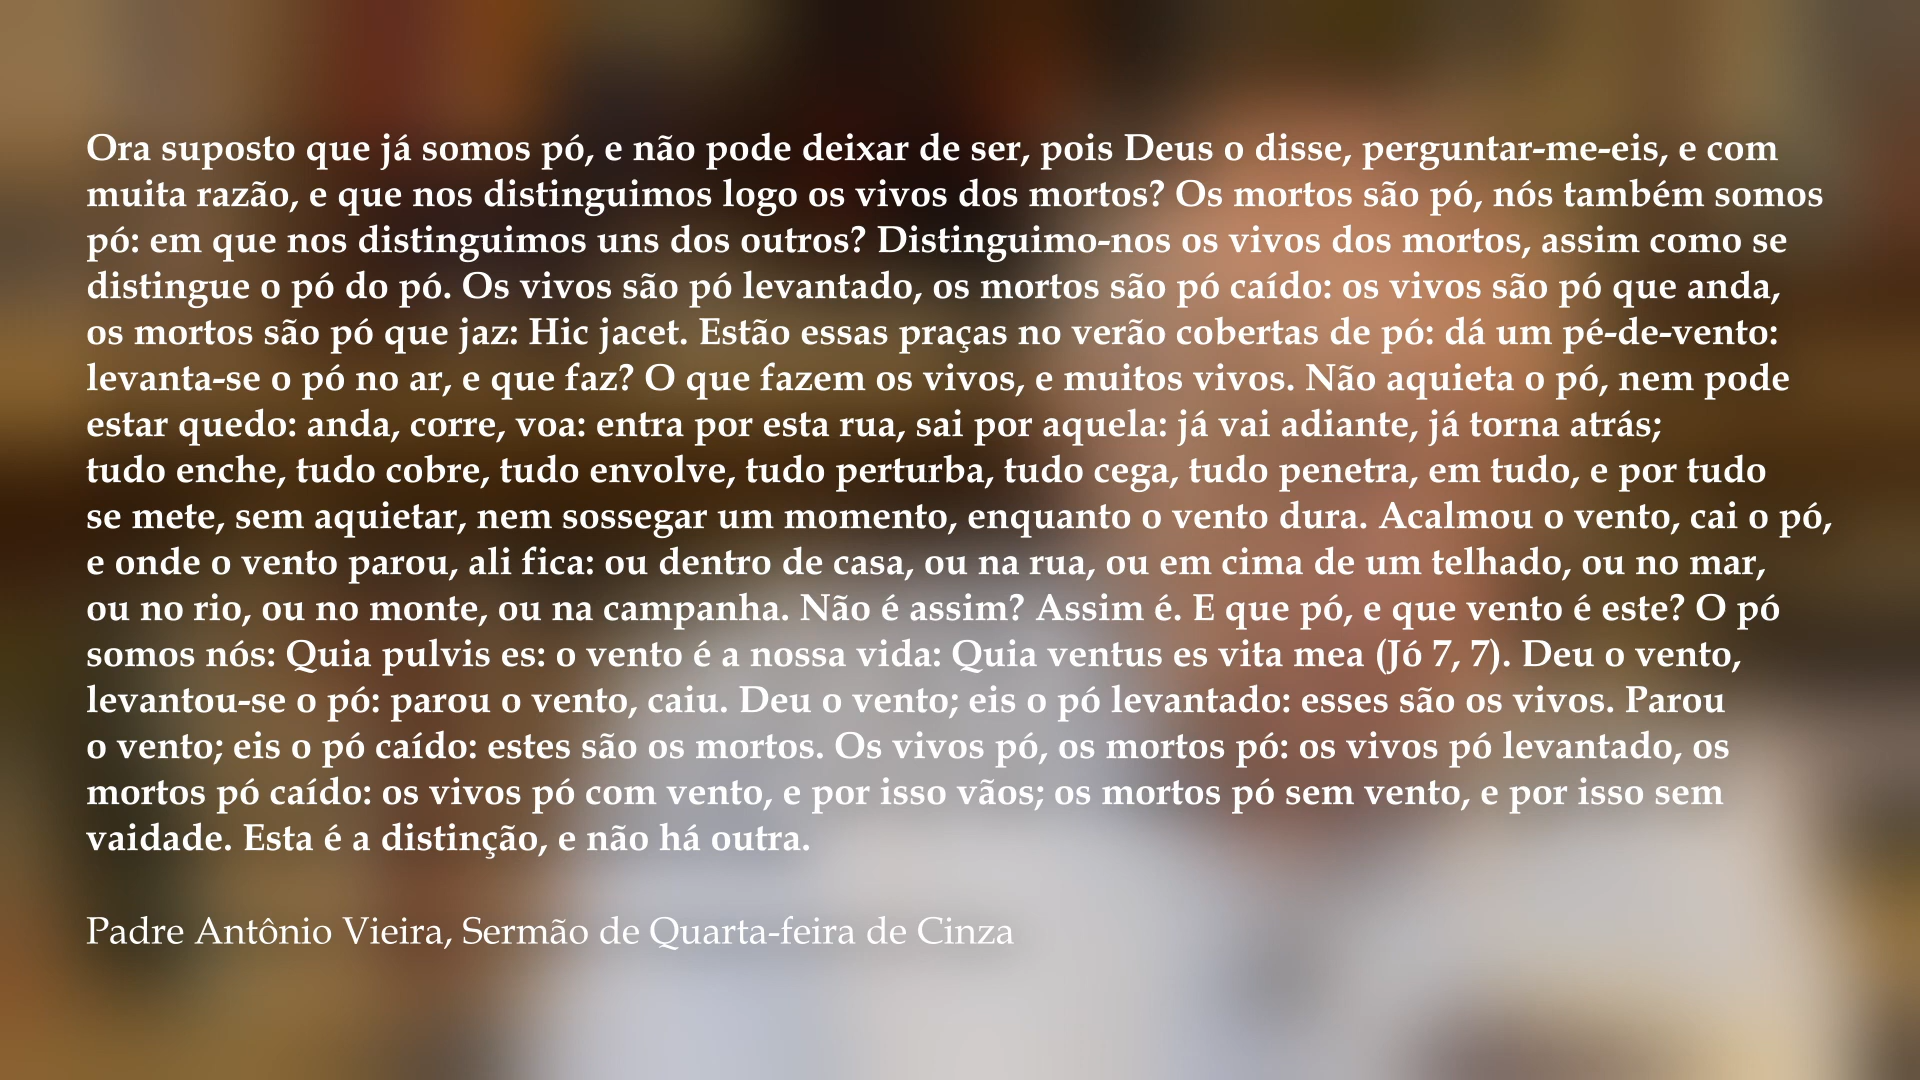 Ora suposto que já somos pó, e não pode deixar de ser, pois Deus o disse, perguntar-me-eis, e com
muita razão, e que nos distinguimos logo os vivos dos mortos? Os mortos são pó, nós também somos
pó: em que nos distinguimos uns dos outros? Distinguimo-nos os vivos dos mortos, assim como se
distingue o pó do pó. Os vivos são pó levantado, os mortos são pó caído: os vivos são pó que anda,
os mortos são pó que jaz: Hic jacet. Estão essas praças no verão cobertas de pó: dá um pé-de-vento:
levanta-se o pó no ar, e que faz? O que fazem os vivos, e muitos vivos. Não aquieta o pó, nem pode
estar quedo: anda, corre, voa: entra por esta rua, sai por aquela: já vai adiante, já torna atrás;
tudo enche, tudo cobre, tudo envolve, tudo perturba, tudo cega, tudo penetra, em tudo, e por tudo
se mete, sem aquietar, nem sossegar um momento, enquanto o vento dura. Acalmou o vento, cai o pó,
e onde o vento parou, ali fica: ou dentro de casa, ou na rua, ou em cima de um telhado, ou no mar,
ou no rio, ou no monte, ou na campanha. Não é assim? Assim é. E que pó, e que vento é este? O pó
somos nós: Quia pulvis es: o vento é a nossa vida: Quia ventus es vita mea (Jó 7, 7). Deu o vento,
levantou-se o pó: parou o vento, caiu. Deu o vento; eis o pó levantado: esses são os vivos. Parou
o vento; eis o pó caído: estes são os mortos. Os vivos pó, os mortos pó: os vivos pó levantado, os
mortos pó caído: os vivos pó com vento, e por isso vãos; os mortos pó sem vento, e por isso sem
vaidade. Esta é a distinção, e não há outra.
Padre Antônio Vieira, Sermão de Quarta-feira de Cinza